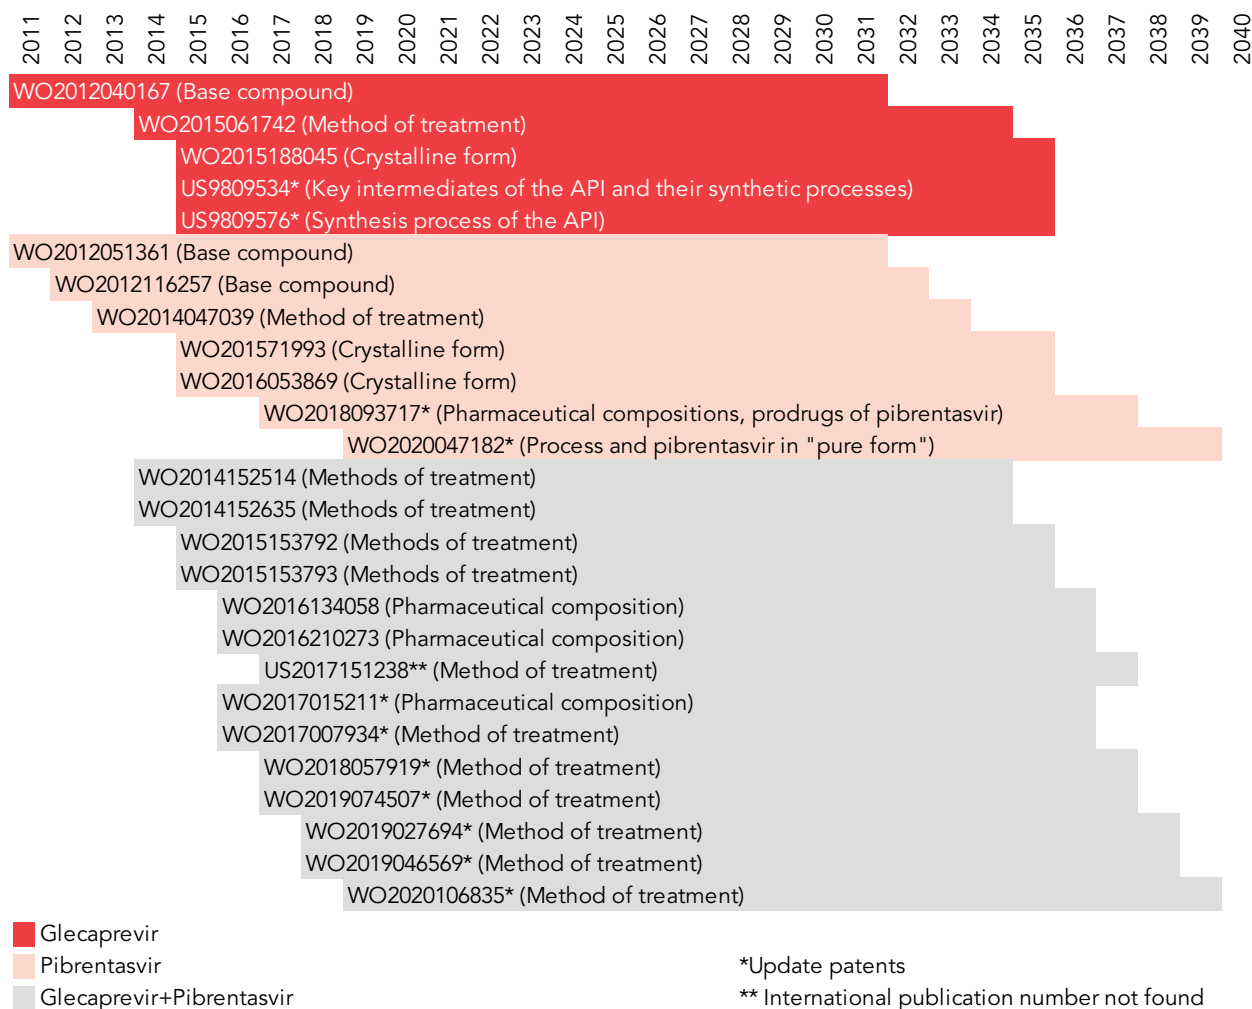 2011 2012 2013 2014 2015 2016 2017 2018 2019 2020 2021 2022 2023 2024 2025 2026 2027 2028 2029 2030 2031 2032 2033 2034 2035 2036 2037 2038 2039 2040
WO2012040167 (Base compound)
WO2015061742 (Method of treatment)
WO2015188045 (Crystalline form)
US9809534* (Key intermediates of the API and their synthetic processes)
US9809576* (Synthesis process of the API)
WO2012051361 (Base compound)
WO2012116257 (Base compound)
WO2014047039 (Method of treatment)
WO201571993 (Crystalline form)
WO2016053869 (Crystalline form)
WO2018093717* (Pharmaceutical compositions, prodrugs of pibrentasvir)
WO2020047182* (Process and pibrentasvir in "pure form")
WO2014152514 (Methods of treatment)
WO2014152635 (Methods of treatment)
WO2015153792 (Methods of treatment)
WO2015153793 (Methods of treatment)
WO2016134058 (Pharmaceutical composition)
WO2016210273 (Pharmaceutical composition)
US2017151238** (Method of treatment)
WO2017015211* (Pharmaceutical composition)
WO2017007934* (Method of treatment)
WO2018057919* (Method of treatment)
WO2019074507* (Method of treatment)
WO2019027694* (Method of treatment)
WO2019046569* (Method of treatment)
WO2020106835* (Method of treatment)
Glecaprevir
Pibrentasvir
Glecaprevir+Pibrentasvir
*Update patents
** International publication number not found